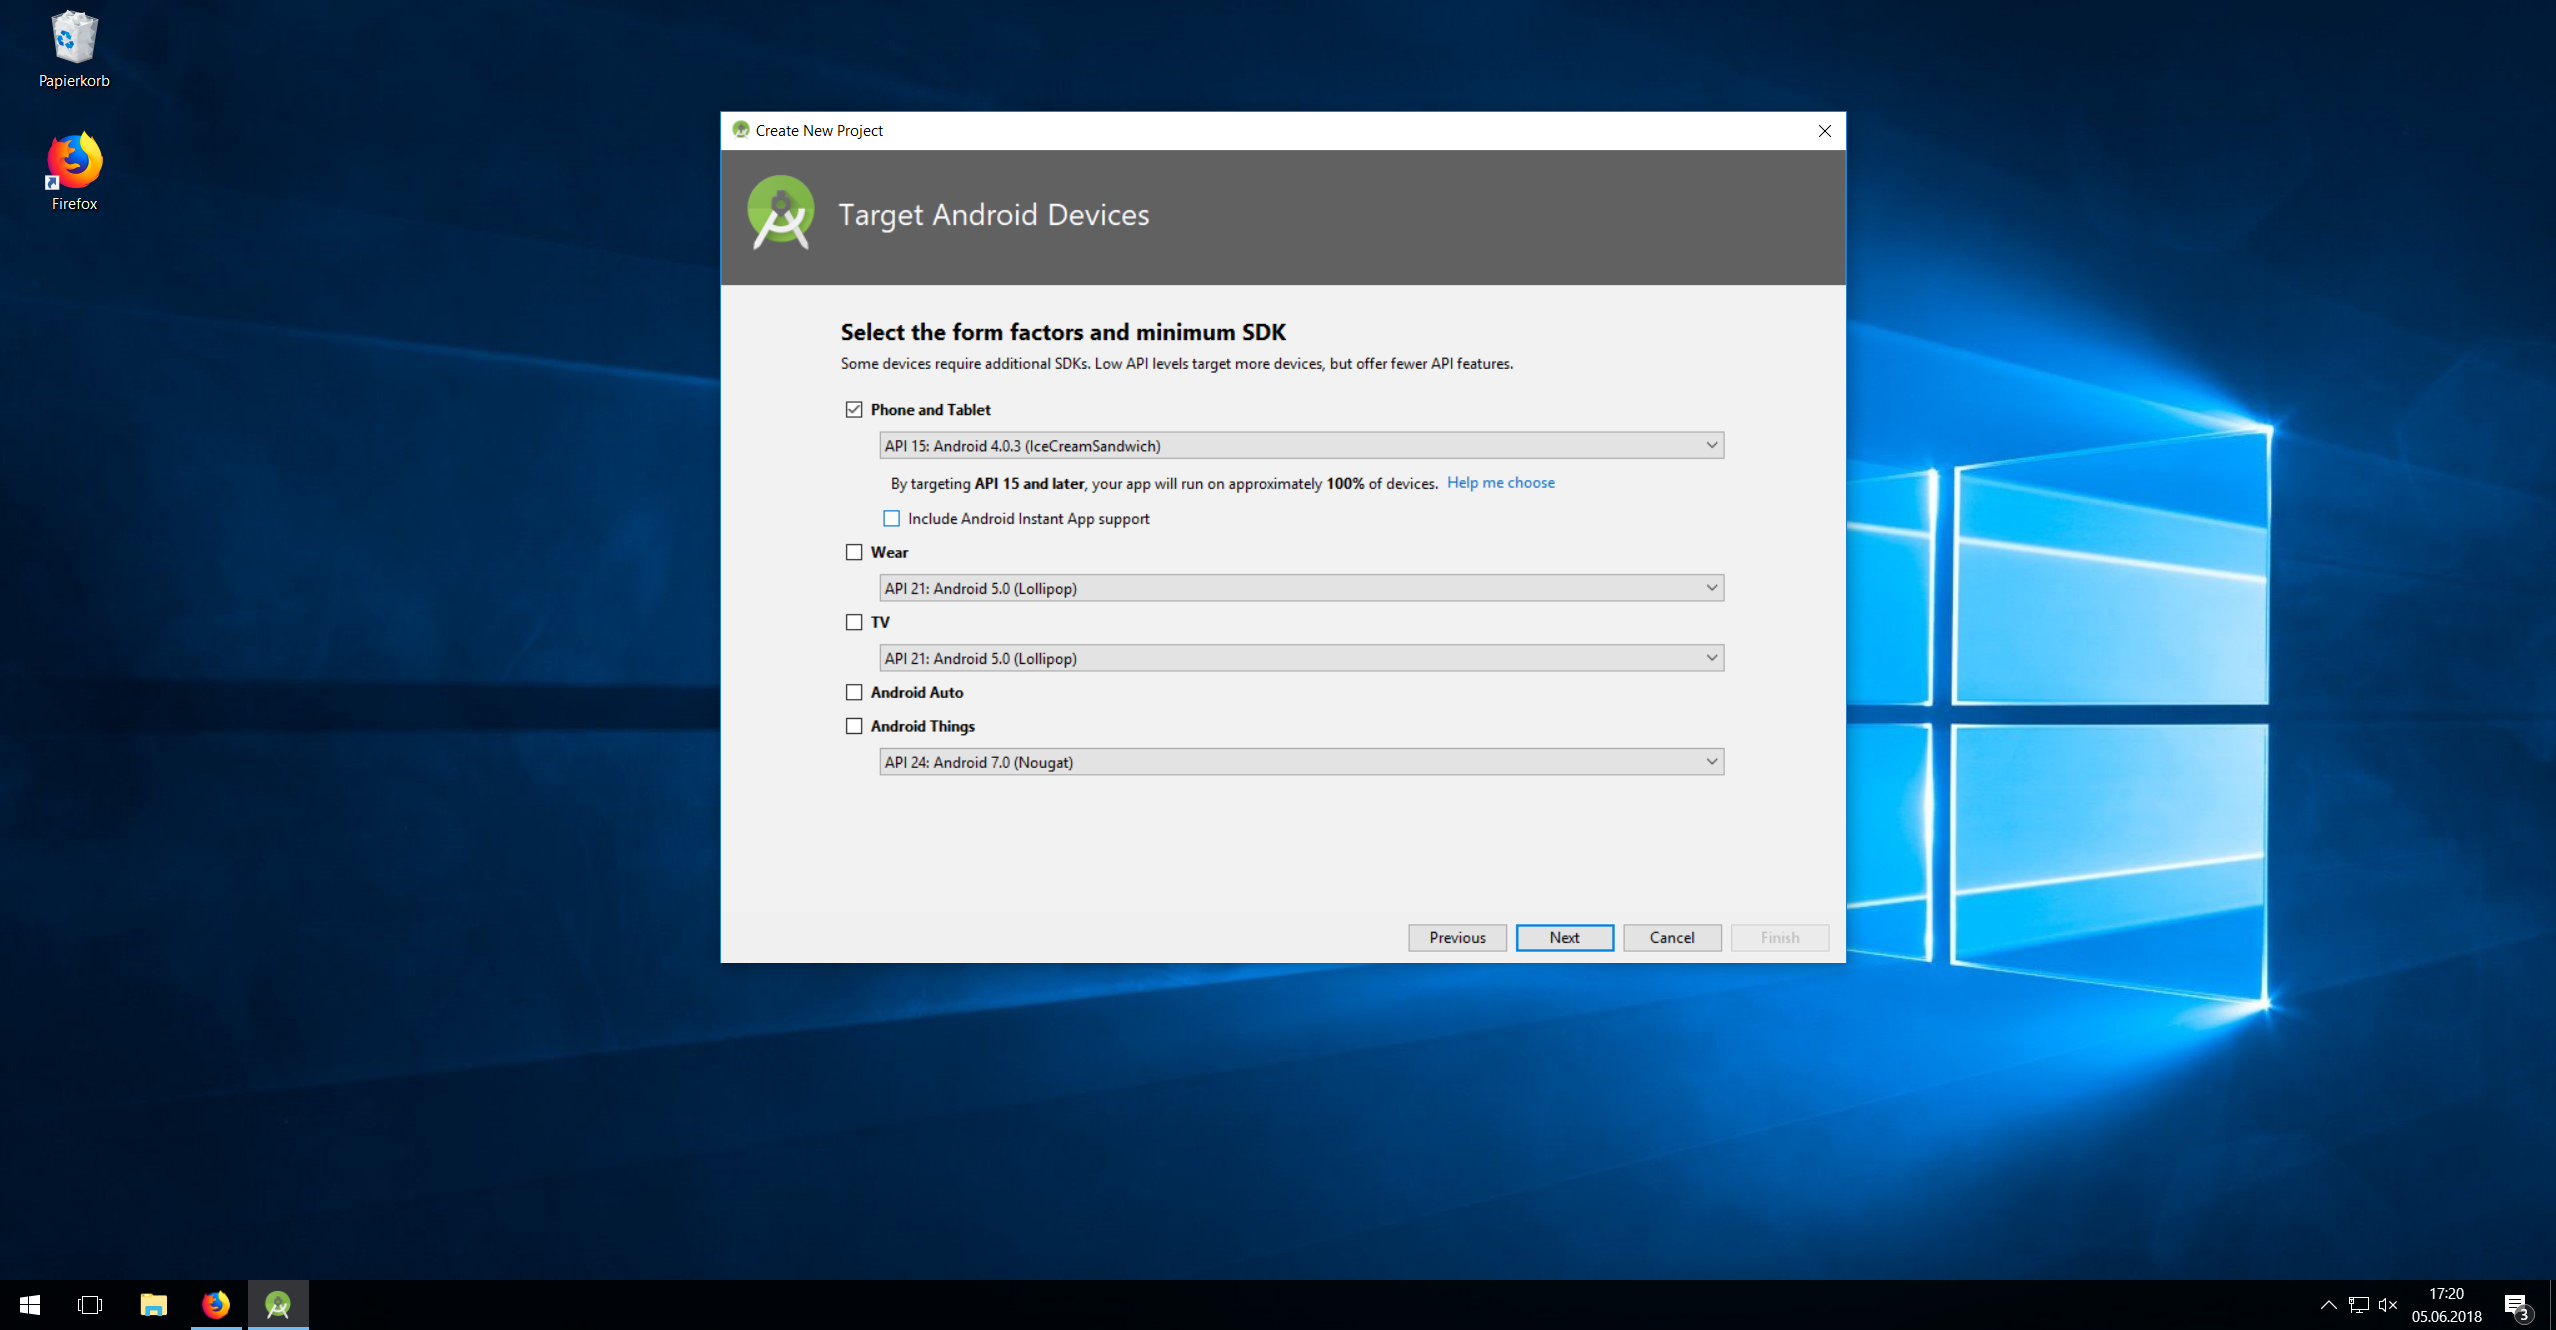 Papierkorb
Firefox
Create New Project
Target Android Devices
Select the form factors and minimum SDK
Some devices require additional SDKs. Low API levels target more devices, but offer fewer API features.
Phone and Tablet
API 15: Android 4.0.3 (IceCreamSandwich)
By targeting API 15 and later, your app will run on approximately 100% of devices. Help me choose
Include Android Instant App support
Wear
API 21: Android 5.0 (Lollipop)
TV
API 21: Android 5.0 (Lollipop)
Android Auto
Android Things
API 24: Android 7.0 (Nougat)
Previous Next Cancel Finish
17:20
05.06.2018
3